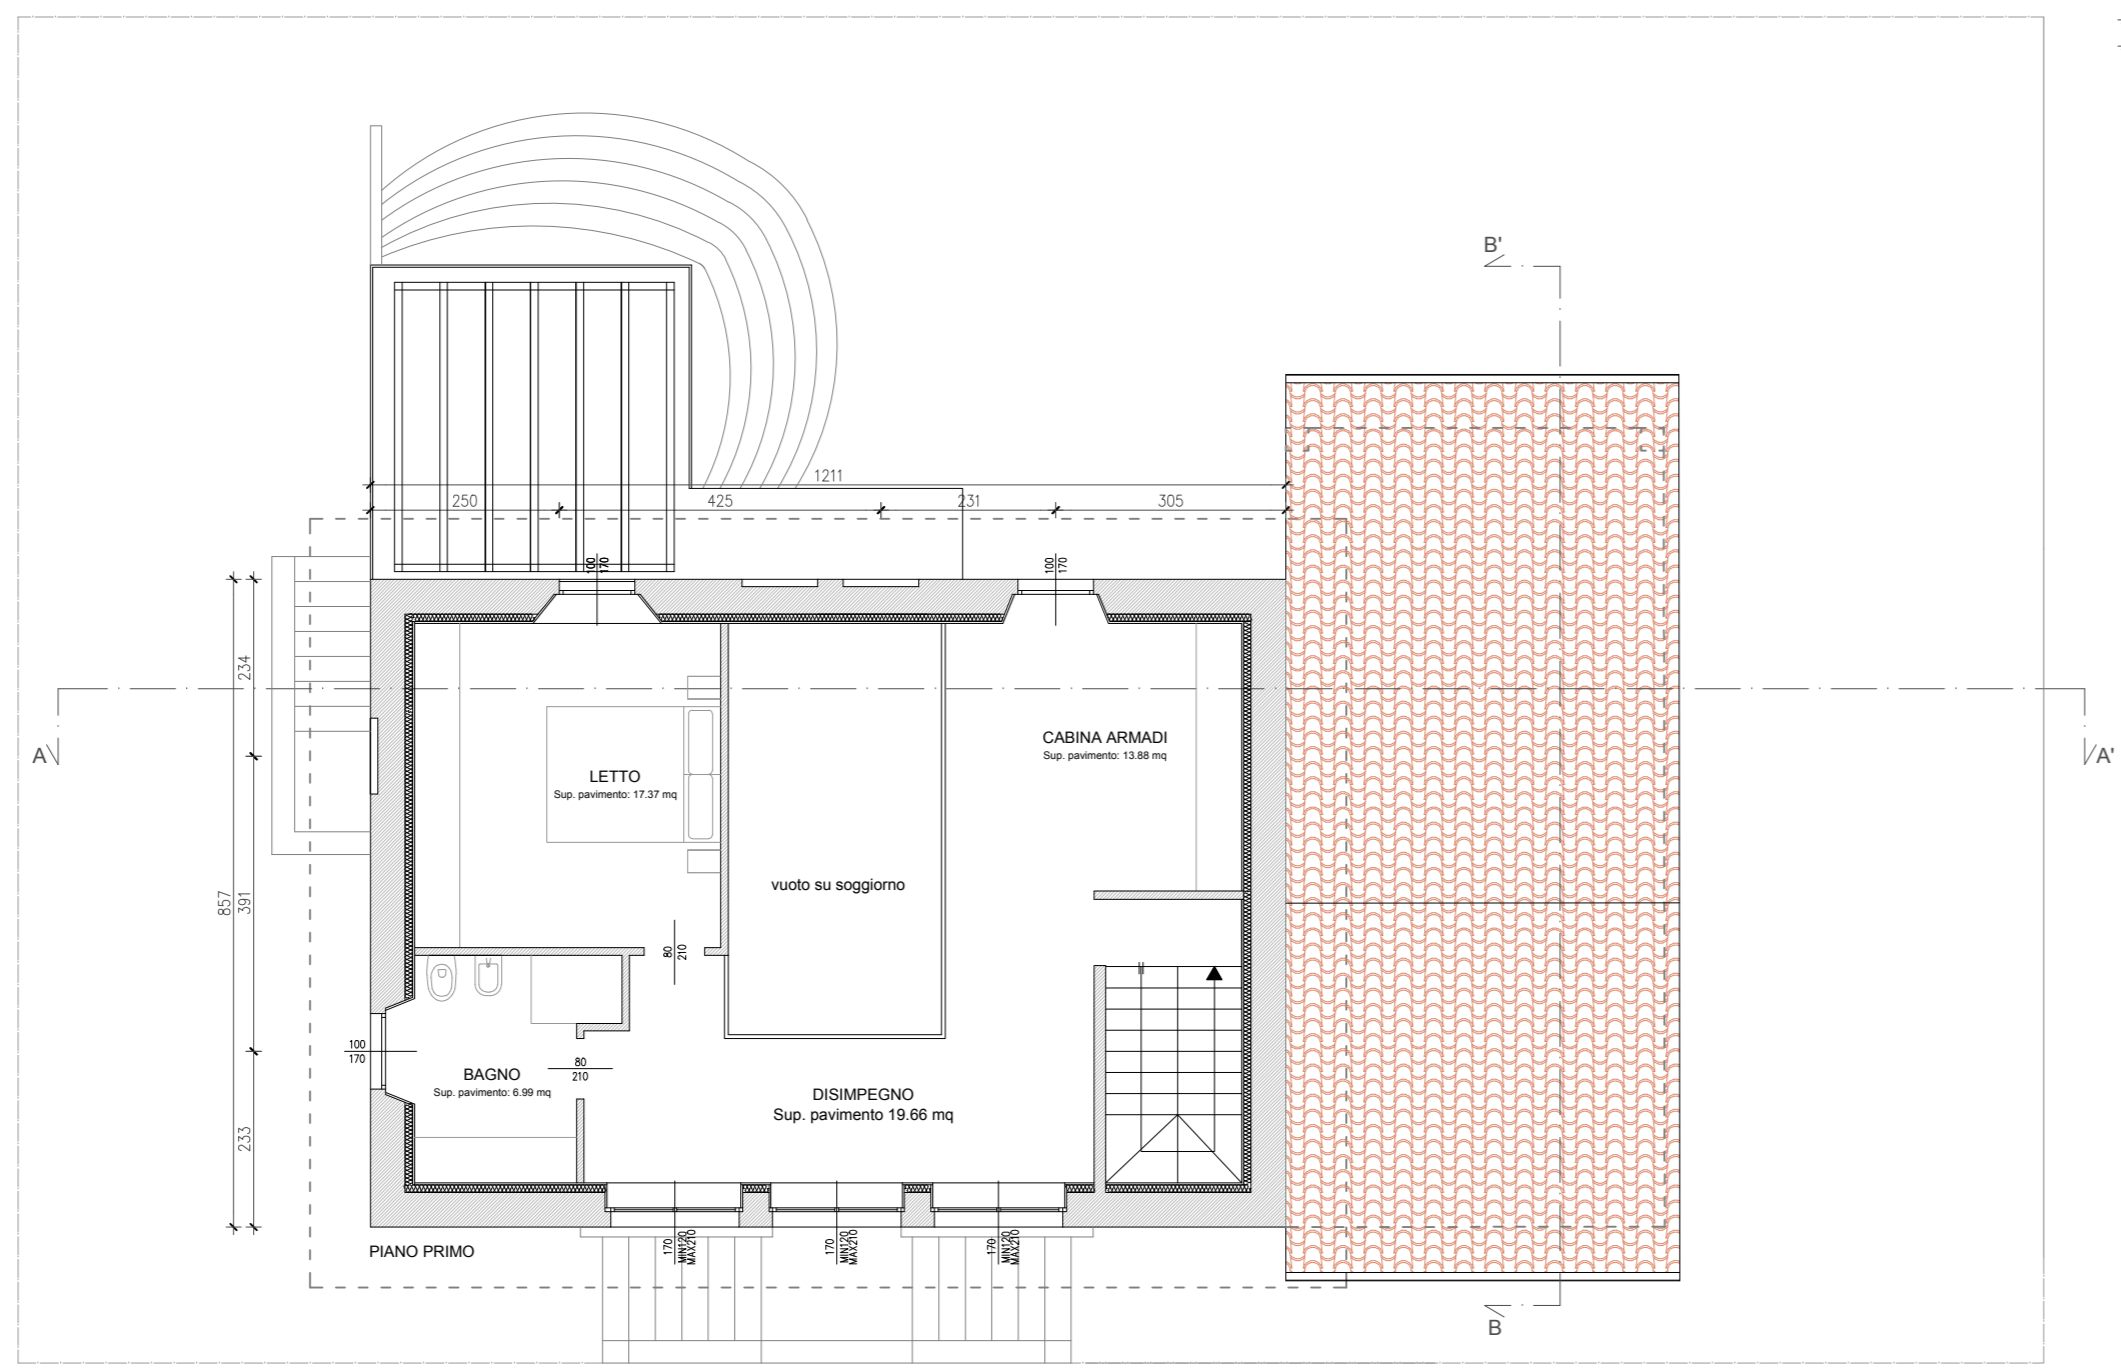 B'
1211
250
425
231
305
100
170
100
170
234
A
A'
CABINA ARMADI
Sup. pavimento: 13.88 mq
LETTO
Sup. pavimento: 17.37 mq
vuoto su soggiorno
857
391
80
210
100
170
80
210
BAGNO
Sup. pavimento: 6.99 mq
DISIMPEGNO
Sup. pavimento 19.66 mq
233
PIANO PRIMO
170
MIN120
MAX210
170
MIN120
MAX210
170
MIN120
MAX210
B